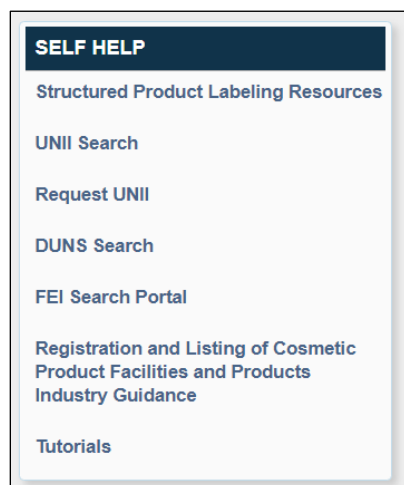 SELF HELP
Structured Product Labeling Resources
UNII Search
Request UNII
DUNS Search
FEI Search Portal
Registration and Listing of Cosmetic
Product Facilities and Products
Industry Guidance
Tutorials